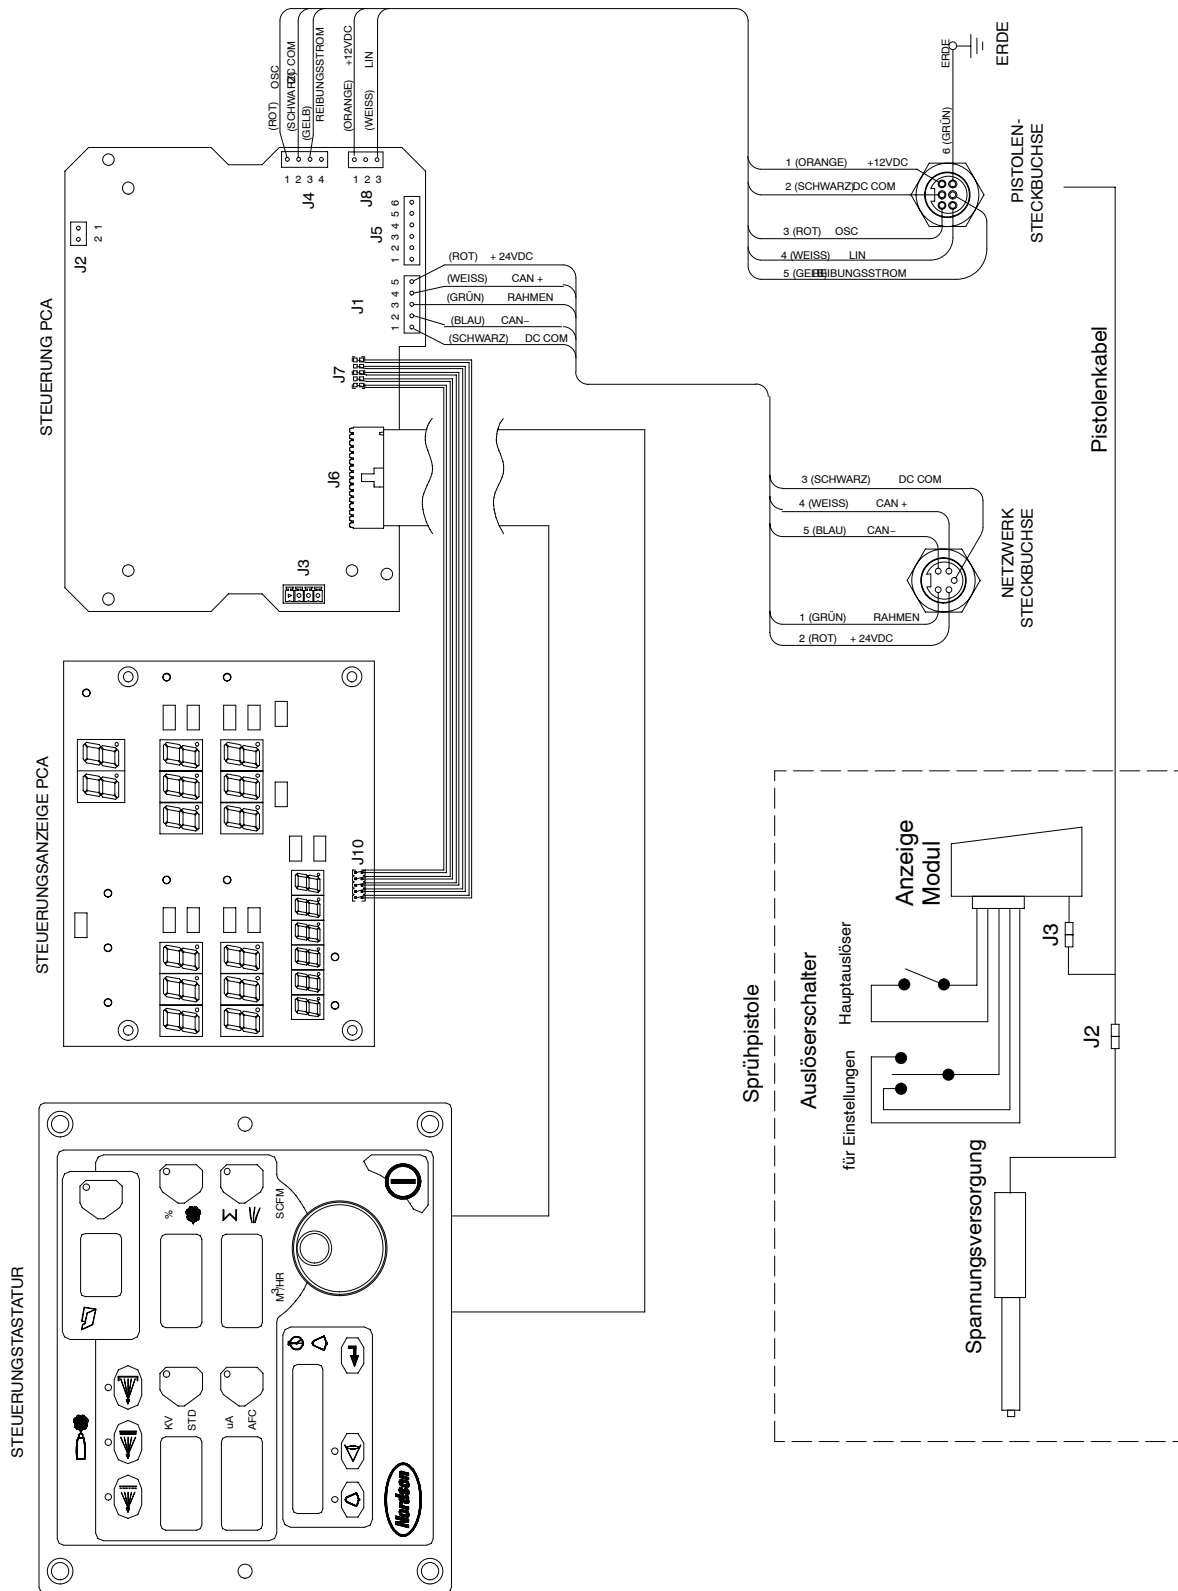 STEUERUNG PCA
J2
2 1
J4
1 2 3 4
(ROT) OSC
(SCHWARZ) DC COM
(GELB) REIBUNGSSTROM
J8
1 2 3
(ORANGE) +12VDC
(WEISS) LIN
J5
1 2 3 4 5 6
J1
1 2 3 4 5
(ROT) + 24VDC
(WEISS) CAN +
(GRÜN) RAHMEN
(BLAU) CAN−
(SCHWARZ) DC COM
J7
J6
J3
1 (ORANGE) +12VDC
2 (SCHWARZ) DC COM
3 (ROT) OSC
4 (WEISS) LIN
5 (GELB) REIBUNGSSTROM
6 (GRÜN) ERDE
ERDE
PISTOLEN-
STECKBUCHSE
3 (SCHWARZ) DC COM
4 (WEISS) CAN +
5 (BLAU) CAN−
1 (GRÜN) RAHMEN
2 (ROT) + 24VDC
NETZWERK
STECKBUCHSE
Pistolenkabel
STEUERUNGSANZEIGE PCA
J10
STEUERUNGSTASTATUR
KV
STD
uA
AFC
%
M³/HR
SCFM
Nordson
Sprühpistole
Auslöserschalter
für Einstellungen
Hauptauslöser
Anzeige
Modul
J3
J2
Spannungsversorgung